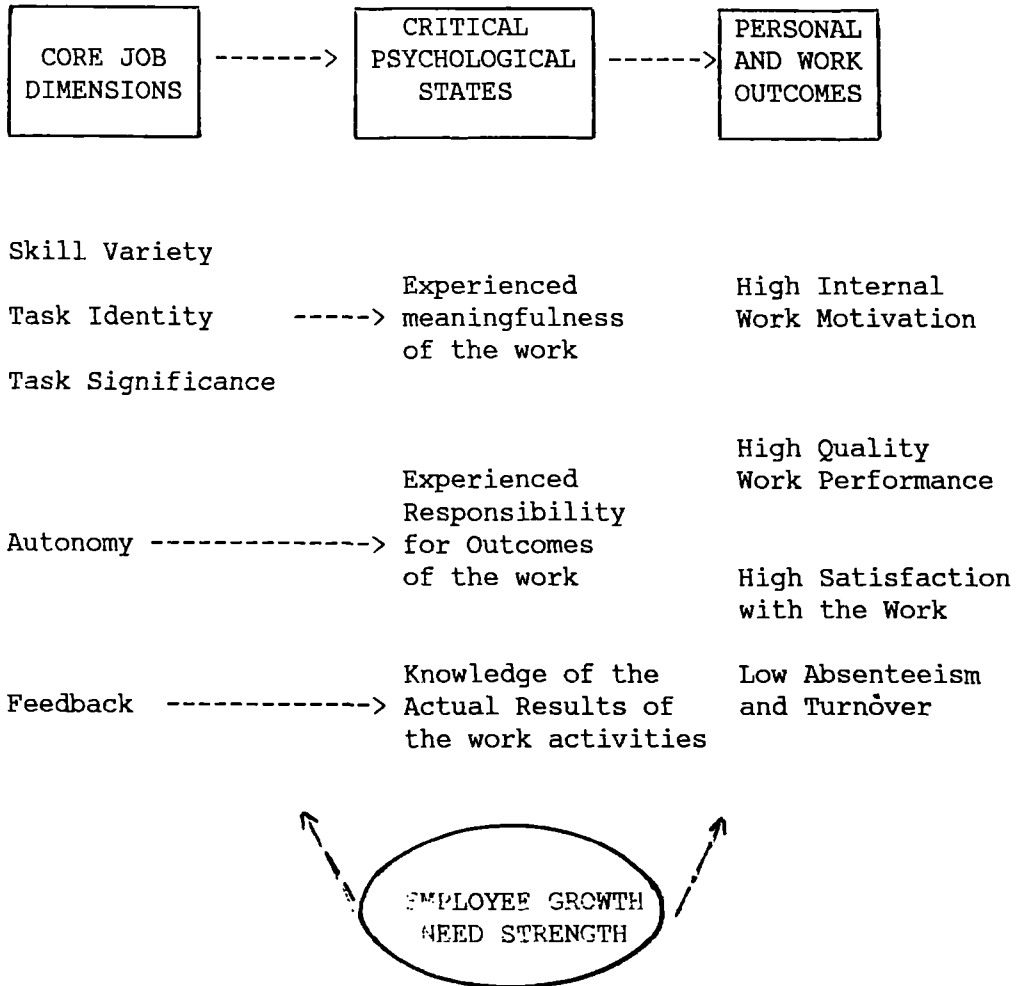 CORE JOB
DIMENSIONS
------->
CRITICAL
PSYCHOLOGICAL
STATES
------>
PERSONAL
AND WORK
OUTCOMES
Skill Variety
Task Identity
Task Significance
----->
Experienced
meaningfulness
of the work
High Internal
Work Motivation
High Quality
Work Performance
Autonomy -------------->
Experienced
Responsibility
for Outcomes
of the work
High Satisfaction
with the Work
Feedback ------------->
Knowledge of the
Actual Results of
the work activities
Low Absenteeism
and Turnover
EMPLOYEE GROWTH
NEED STRENGTH